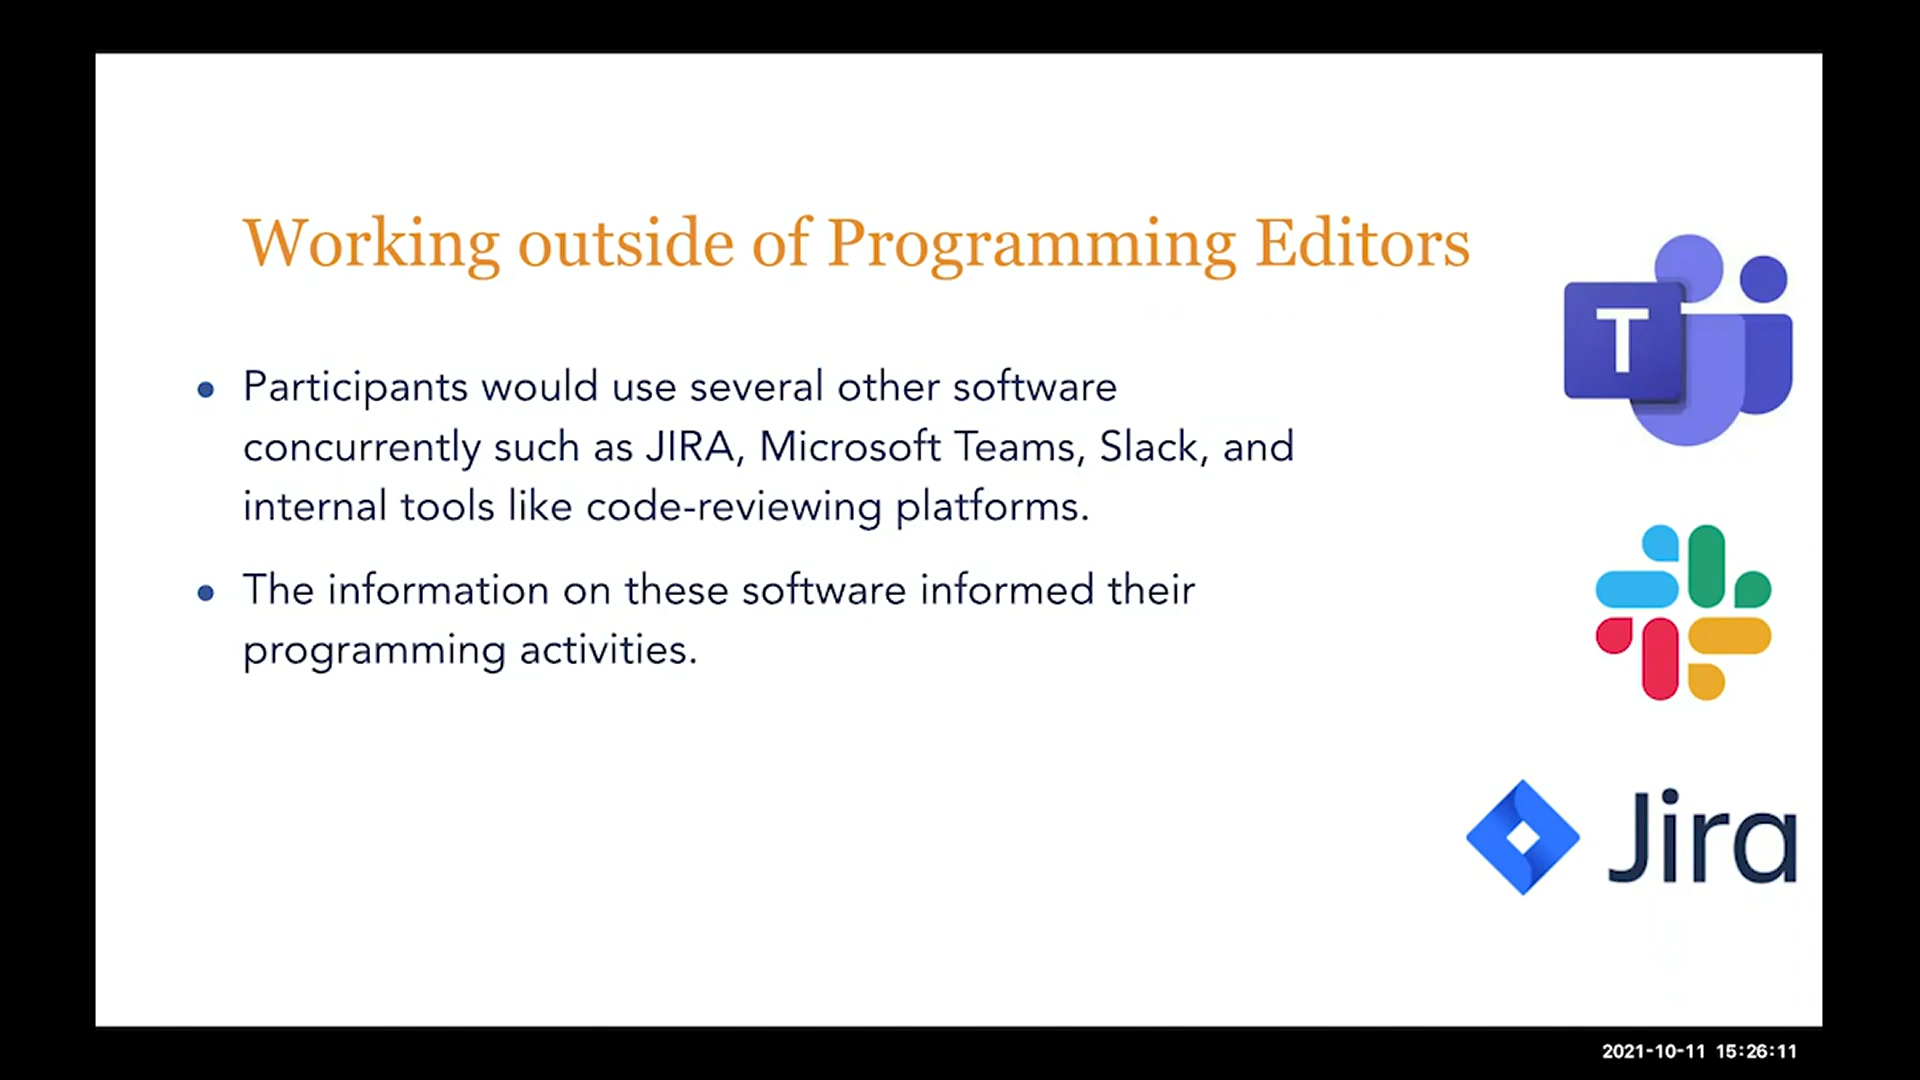 Working outside of Programming Editors
T
• Participants would use several other software
concurrently such as JIRA, Microsoft Teams, Slack, and
internal tools like code-reviewing platforms.
• The information on these software informed their
programming activities.
Jira
2021-10-11 15:26:11